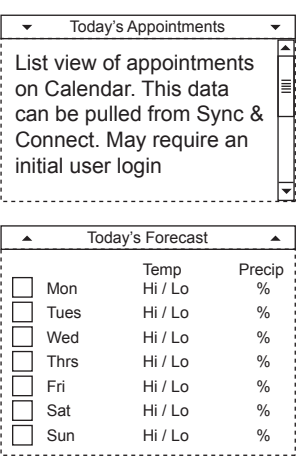 Today's Appointments
List view of appointments
on Calendar. This data
can be pulled from Sync &
Connect. May require an
initial user login
Today's Forecast
Temp Precip
Mon Hi / Lo %
Tues Hi / Lo %
Wed Hi / Lo %
Thrs Hi / Lo %
Fri Hi / Lo %
Sat Hi / Lo %
Sun Hi / Lo %